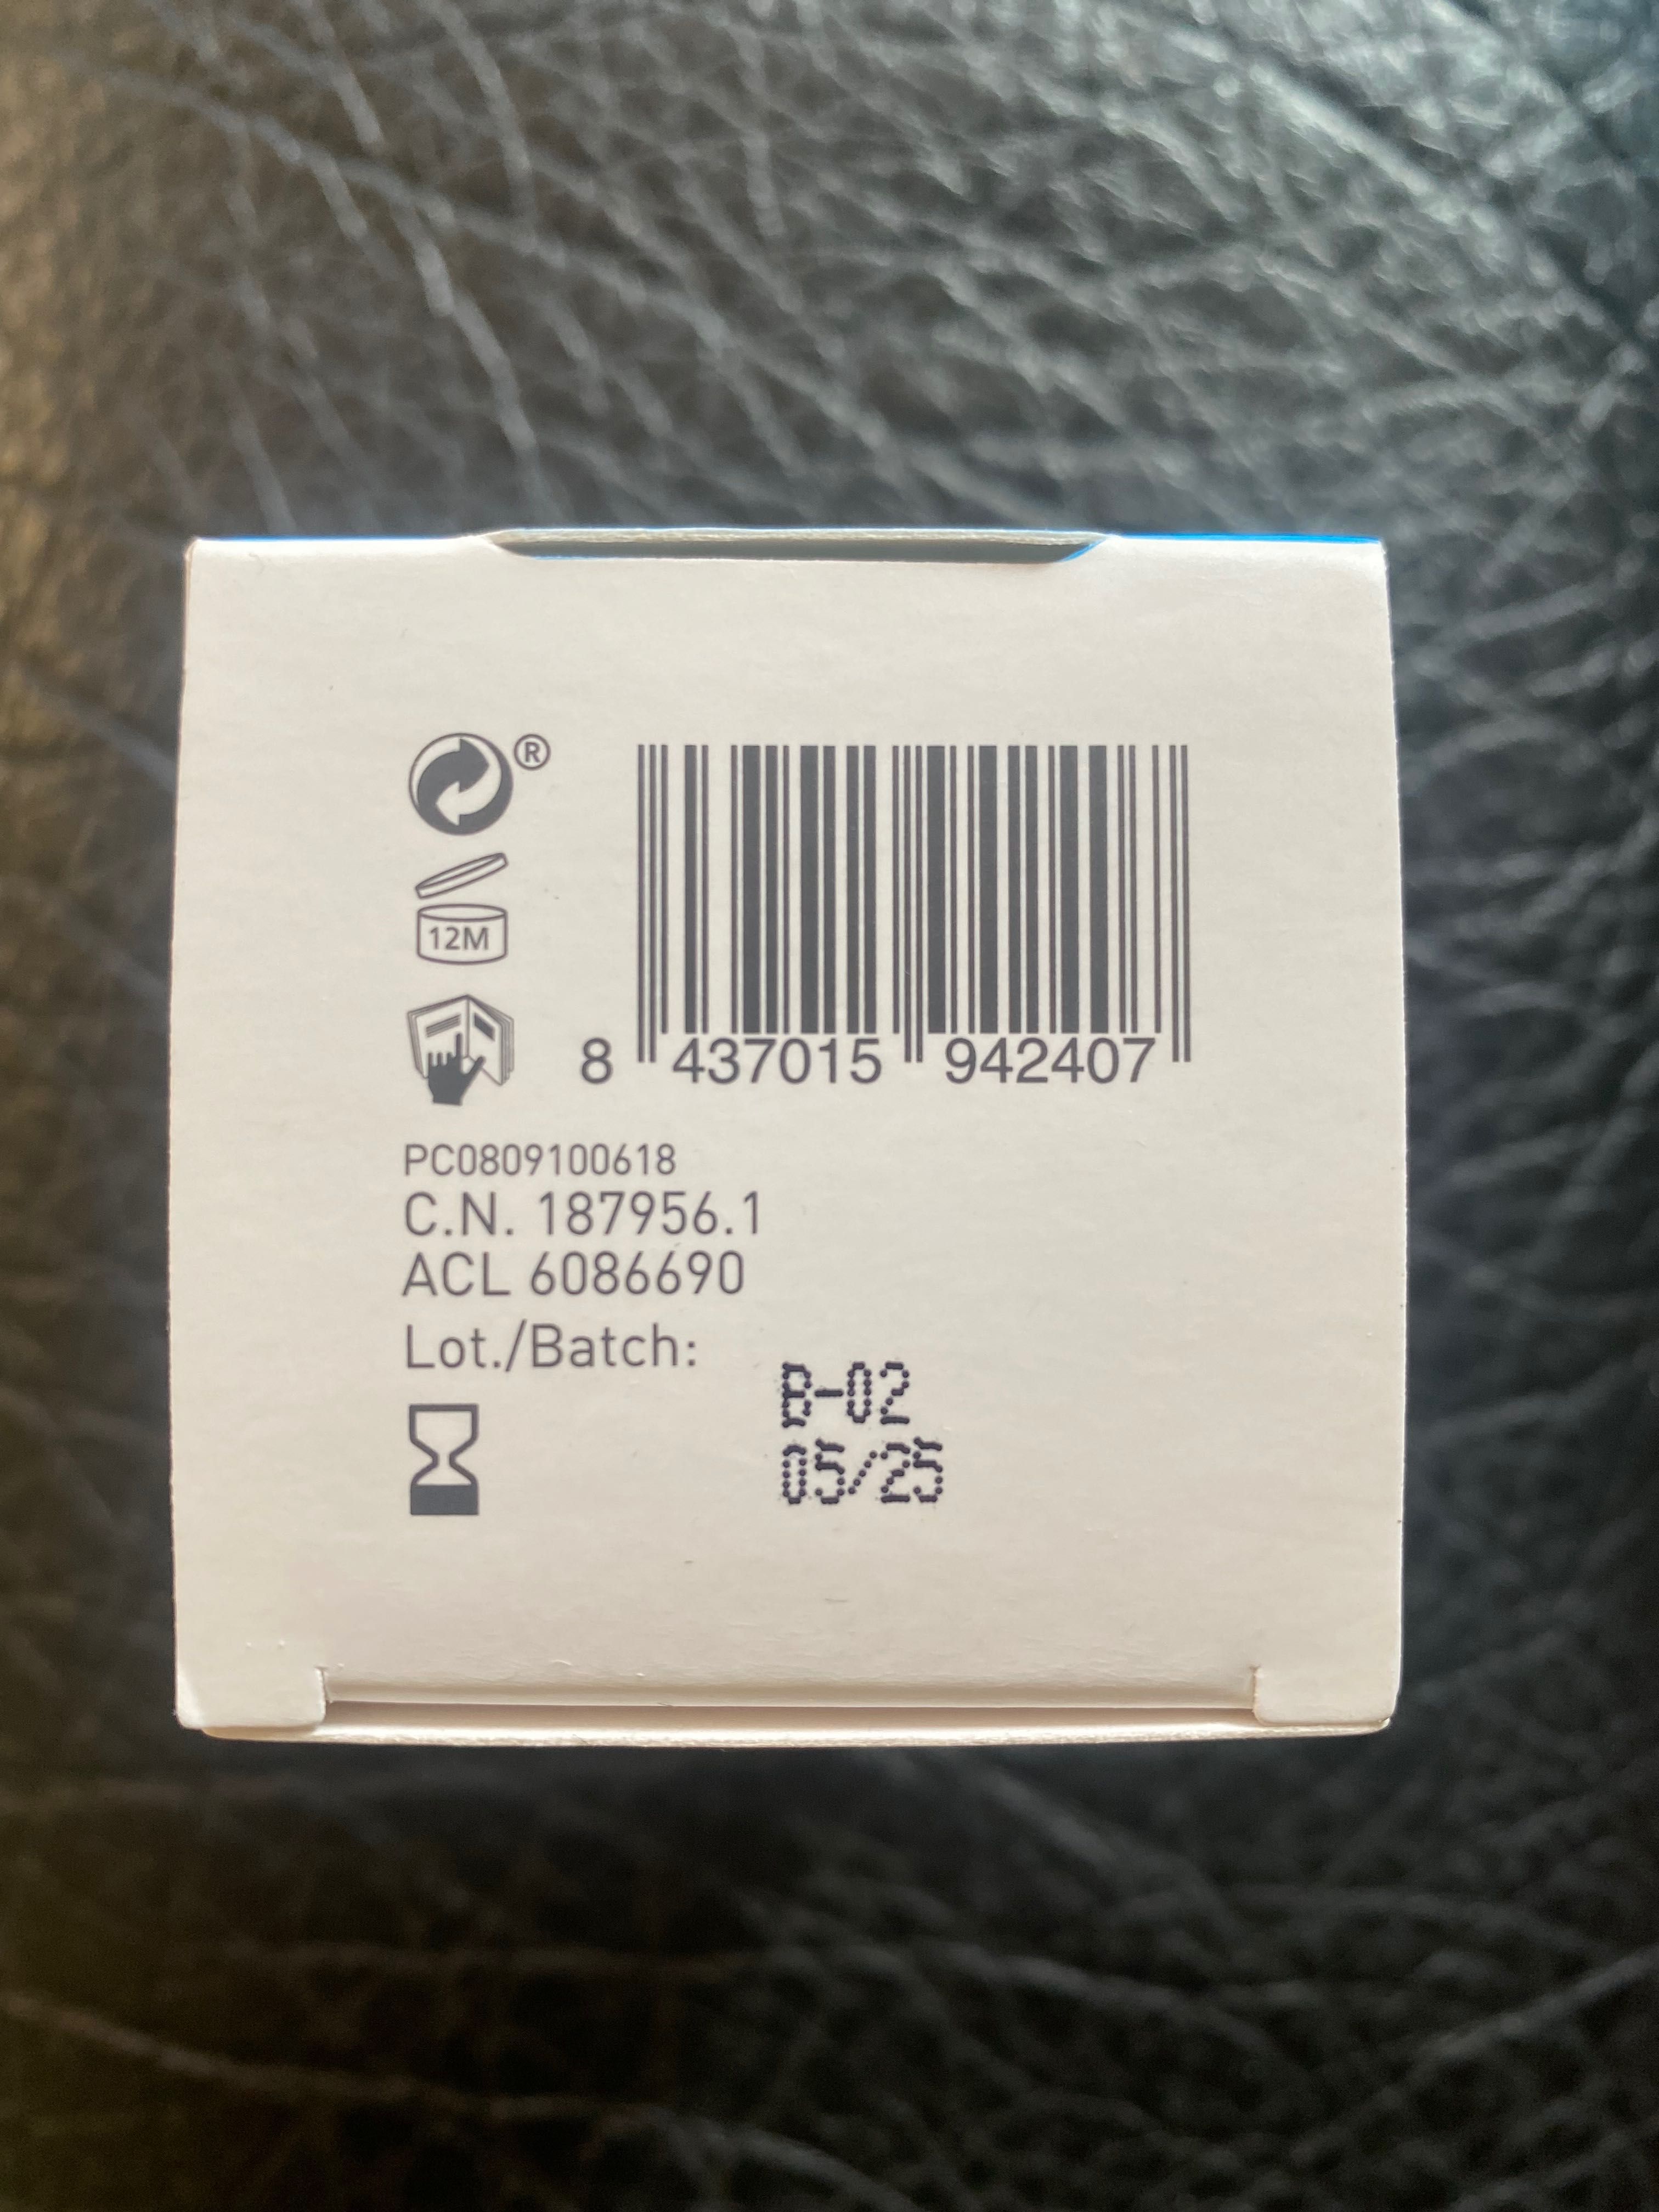 ®
12M
8 437015 942407
PC0809100618
C.N. 187956.1
ACL 6086690
Lot./Batch:
B-02
05/25